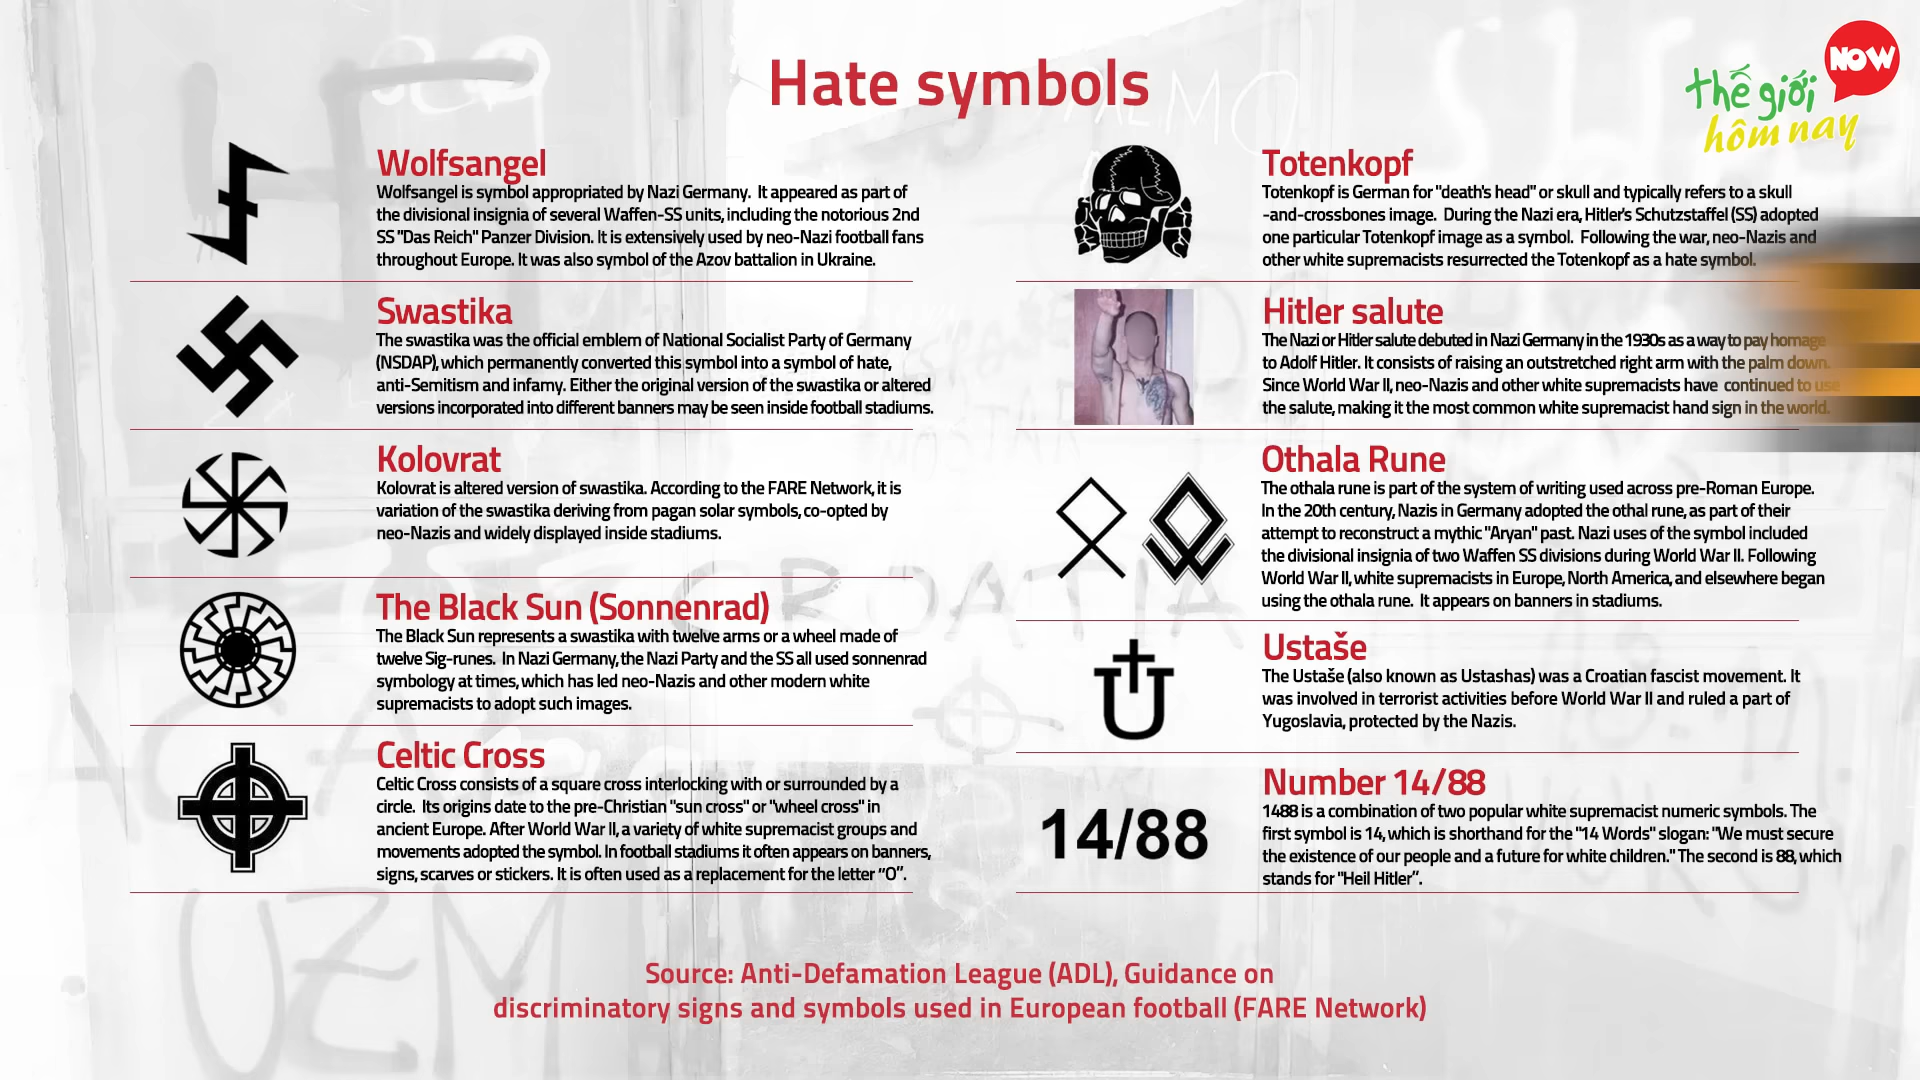 Hate symbols
NOW
thế giới
hôm nay
Wolfsangel
Wolfsangel is symbol appropriated by Nazi Germany. It appeared as part of
the divisional insignia of several Waffen-SS units, including the notorious 2nd
SS "Das Reich" Panzer Division. It is extensively used by neo-Nazi football fans
throughout Europe. It was also symbol of the Azov battalion in Ukraine.
Swastika
The swastika was the official emblem of National Socialist Party of Germany
(NSDAP), which permanently converted this symbol into a symbol of hate,
anti-Semitism and infamy. Either the original version of the swastika or altered
versions incorporated into different banners may be seen inside football stadiums.
Kolovrat
Kolovrat is altered version of swastika. According to the FARE Network, it is
variation of the swastika deriving from pagan solar symbols, co-opted by
neo-Nazis and widely displayed inside stadiums.
The Black Sun (Sonnenrad)
The Black Sun represents a swastika with twelve arms or a wheel made of
twelve Sig-runes. In Nazi Germany, the Nazi Party and the SS all used sonnenrad
symbology at times, which has led neo-Nazis and other modern white
supremacists to adopt such images.
Celtic Cross
Celtic Cross consists of a square cross interlocking with or surrounded by a
circle. Its origins date to the pre-Christian "sun cross" or "wheel cross" in
ancient Europe. After World War II, a variety of white supremacist groups and
movements adopted the symbol. In football stadiums it often appears on banners,
signs, scarves or stickers. It is often used as a replacement for the letter “O”.
Totenkopf
Totenkopf is German for "death's head" or skull and typically refers to a skull
-and-crossbones image. During the Nazi era, Hitler's Schutzstaffel (SS) adopted
one particular Totenkopf image as a symbol. Following the war, neo-Nazis and
other white supremacists resurrected the Totenkopf as a hate symbol.
Hitler salute
The Nazi or Hitler salute debuted in Nazi Germany in the 1930s as a way to pay homage
to Adolf Hitler. It consists of raising an outstretched right arm with the palm down.
Since World War II, neo-Nazis and other white supremacists have continued to use
the salute, making it the most common white supremacist hand sign in the world.
Othala Rune
The othala rune is part of the system of writing used across pre-Roman Europe.
In the 20th century, Nazis in Germany adopted the othal rune, as part of their
attempt to reconstruct a mythic "Aryan" past. Nazi uses of the symbol included
the divisional insignia of two Waffen SS divisions during World War II. Following
World War II, white supremacists in Europe, North America, and elsewhere began
using the othala rune. It appears on banners in stadiums.
Ustaše
The Ustaše (also known as Ustashas) was a Croatian fascist movement. It
was involved in terrorist activities before World War II and ruled a part of
Yugoslavia, protected by the Nazis.
14/88
Number 14/88
1488 is a combination of two popular white supremacist numeric symbols. The
first symbol is 14, which is shorthand for the "14 Words" slogan: "We must secure
the existence of our people and a future for white children." The second is 88, which
stands for "Heil Hitler”.
CROATIA
Source: Anti-Defamation League (ADL), Guidance on
discriminatory signs and symbols used in European football (FARE Network)